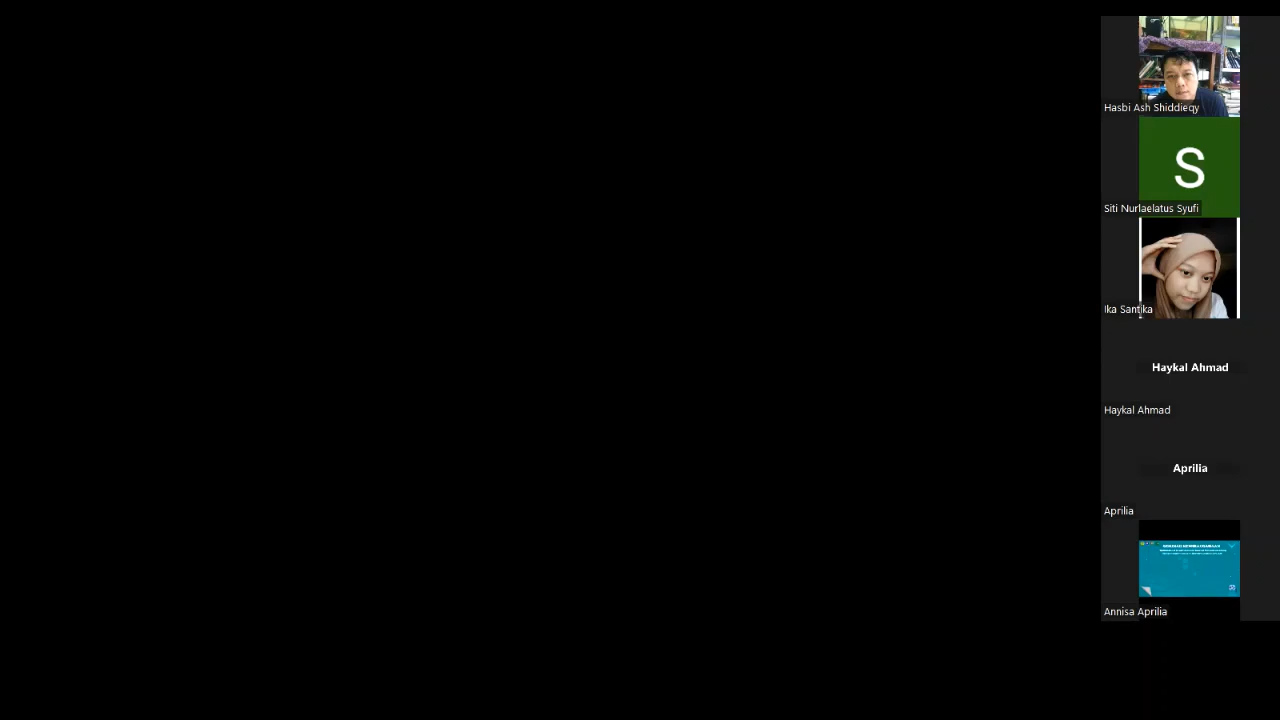 Hasbi Ash Shiddieqy
S
Siti Nurlaelatus Syufi
Ika Santika
Haykal Ahmad
Haykal Ahmad
Aprilia
Aprilia
Annisa Aprilia